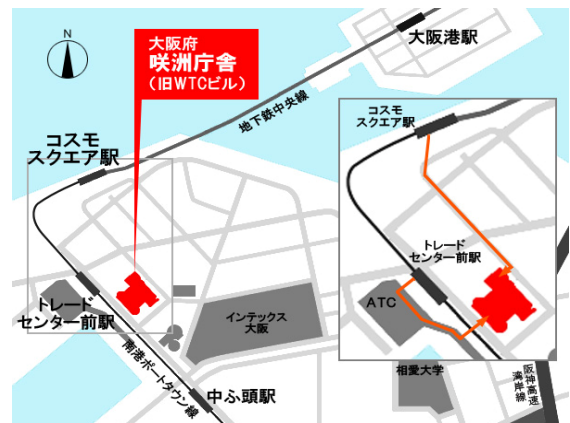 N
大阪府
咲洲庁舎
(旧WTCビル)
大阪港駅
地下鉄中央線
コスモ
スクエア駅
トレード
センター前駅
インテックス
大阪
南港ポートタウン線
中ふ頭駅
コスモ
スクエア駅
トレード
センター前駅
ATC
相愛大学
阪神高速
湾岸線